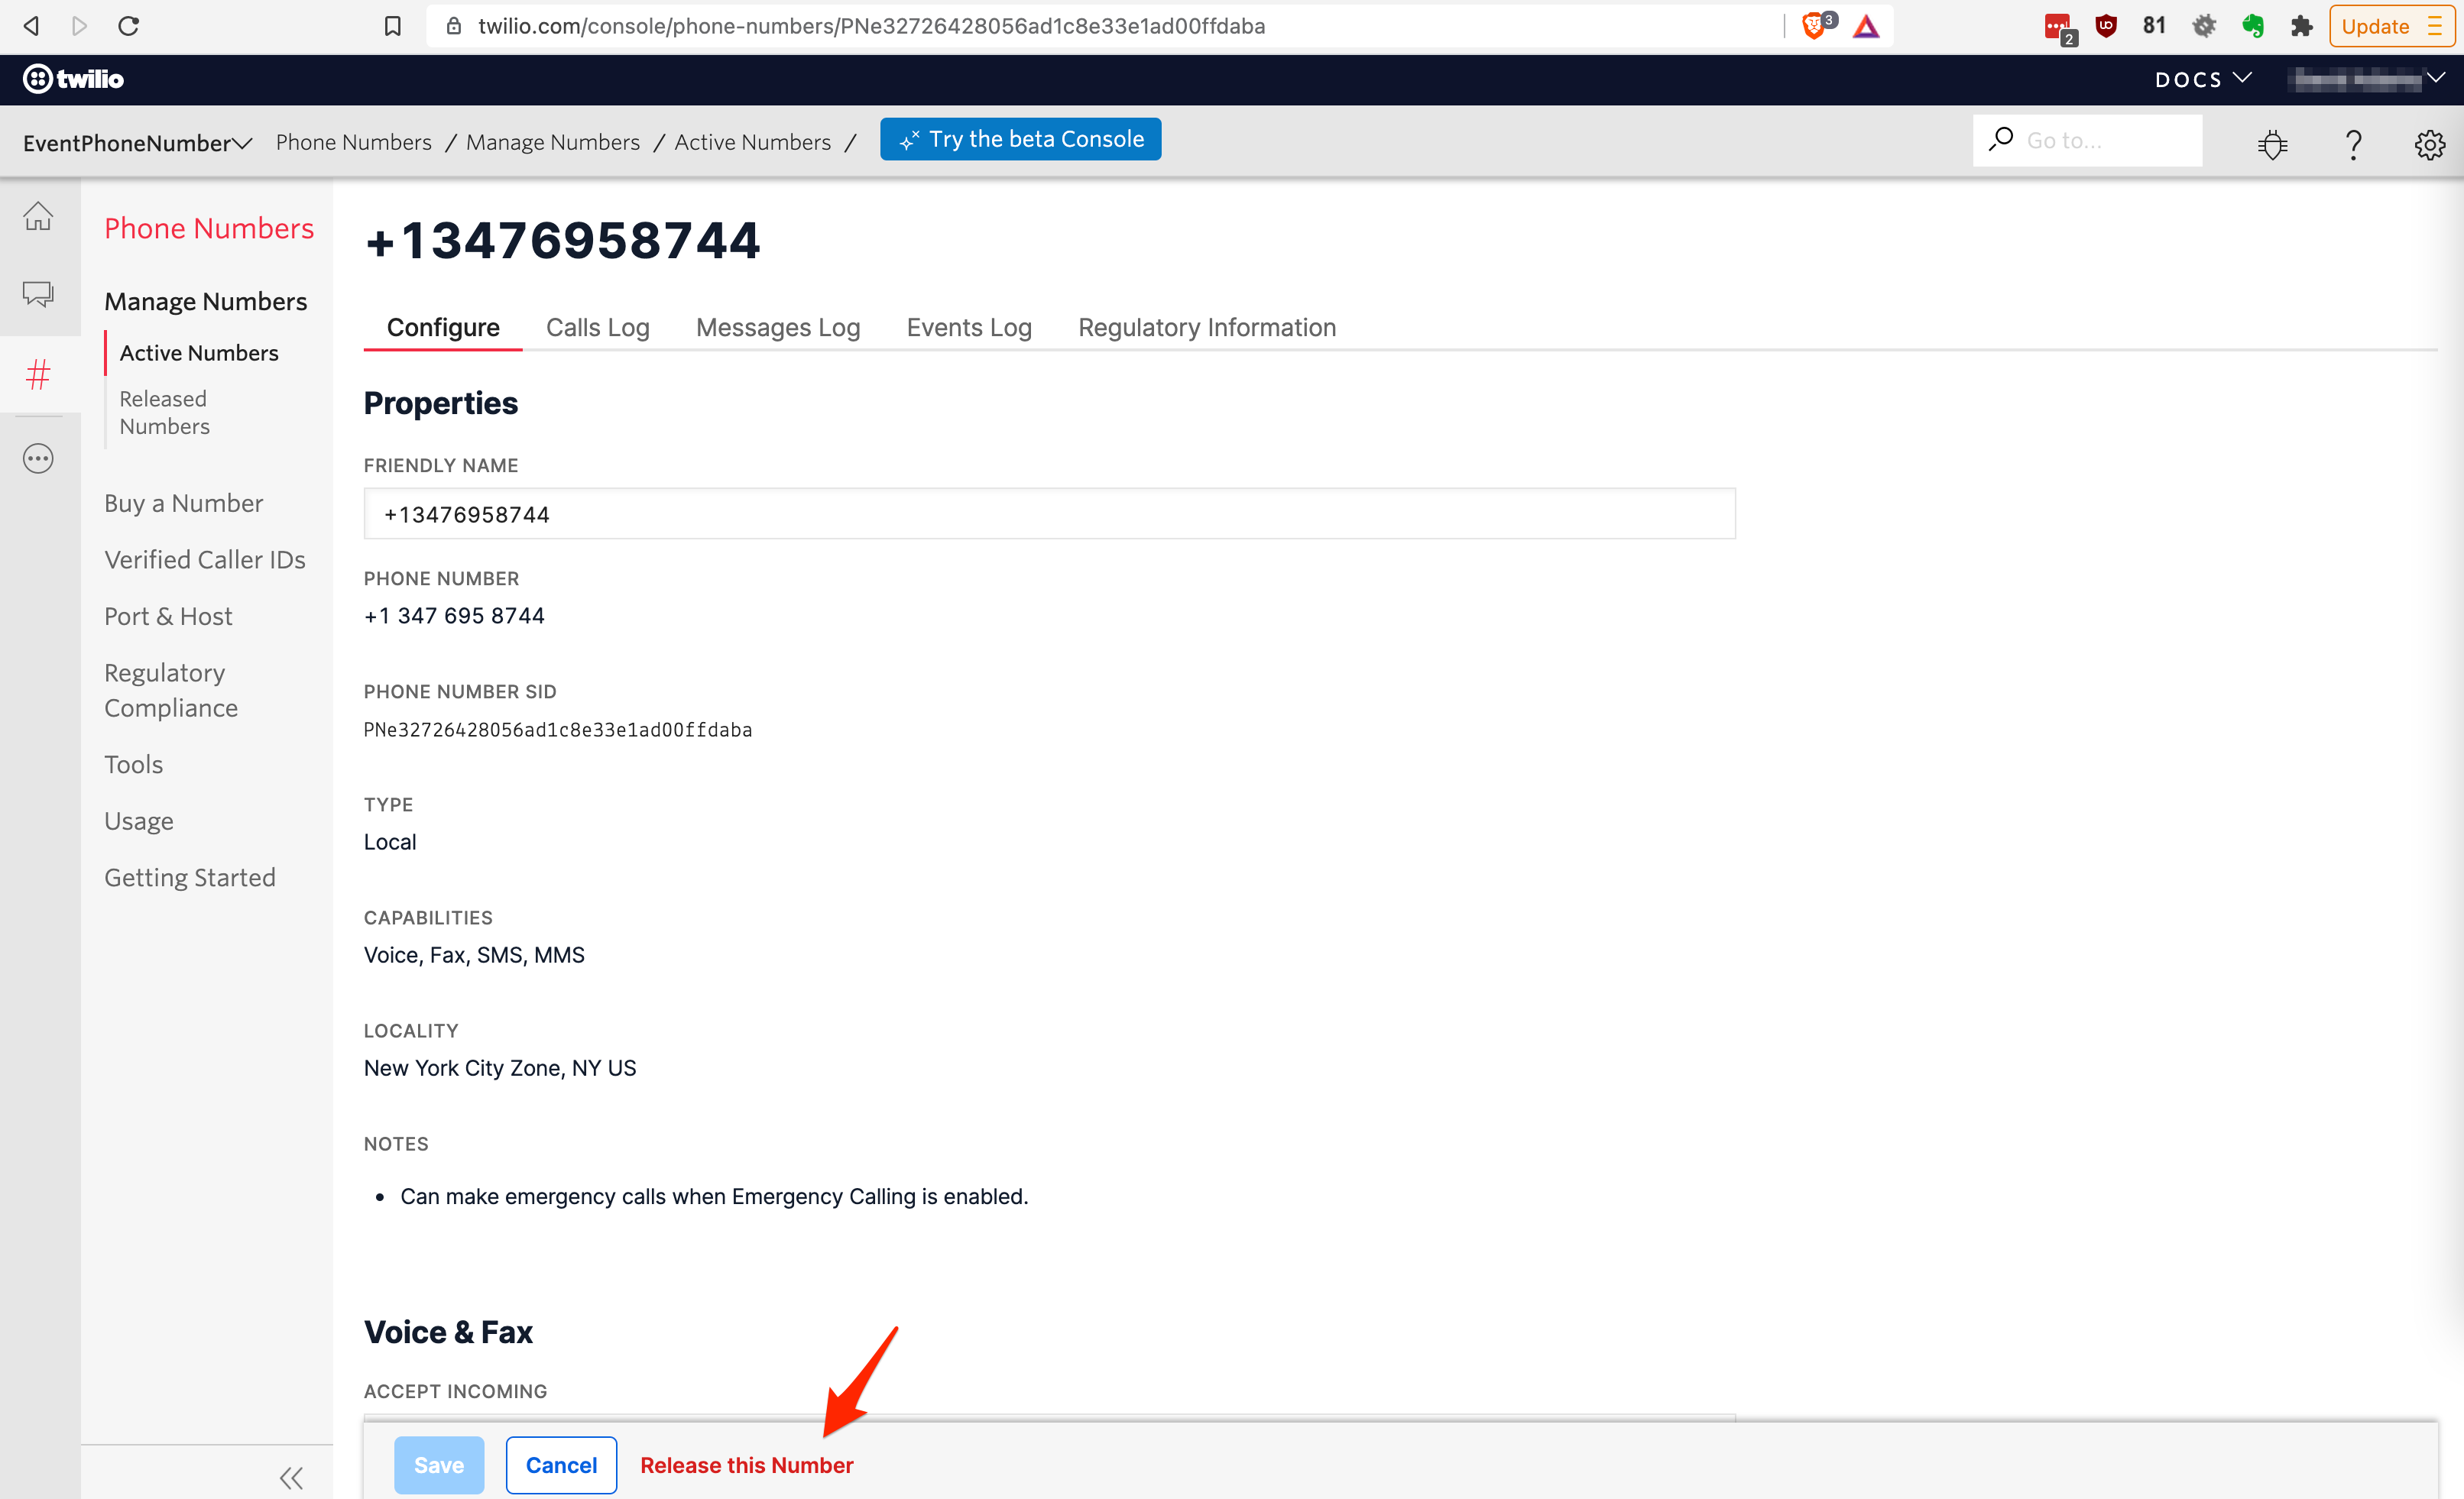 twilio.com/console/phone-numbers/PNe32726428056ad1c8e33e1ad00ffdaba
3
2
81
Update
twilio
DOCS
EventPhoneNumber
Phone Numbers / Manage Numbers / Active Numbers /
Try the beta Console
Go to...
?
Phone Numbers
Manage Numbers
Active Numbers
Released
Numbers
Buy a Number
Verified Caller IDs
Port & Host
Regulatory
Compliance
Tools
Usage
Getting Started
+13476958744
Configure Calls Log Messages Log Events Log Regulatory Information
Properties
FRIENDLY NAME
+13476958744
PHONE NUMBER
+1 347 695 8744
PHONE NUMBER SID
PNe32726428056ad1c8e33e1ad00ffdaba
TYPE
Local
CAPABILITIES
Voice, Fax, SMS, MMS
LOCALITY
New York City Zone, NY US
NOTES
• Can make emergency calls when Emergency Calling is enabled.
Voice & Fax
ACCEPT INCOMING
Save Cancel Release this Number